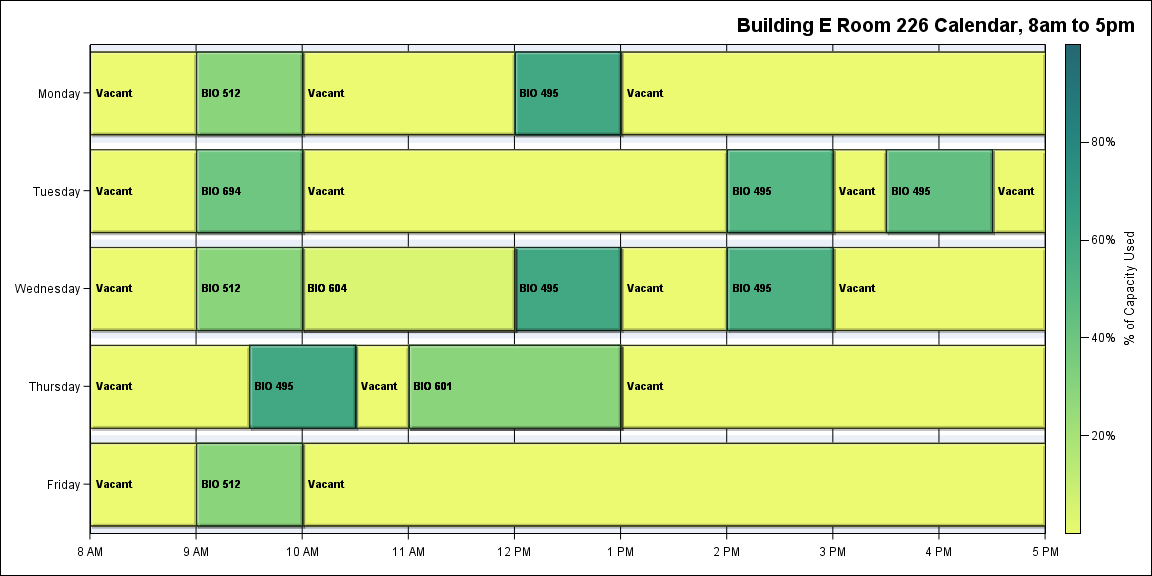 Building E Room 226 Calendar, 8am to 5pm
Monday
Vacant
BIO 512
Vacant
BIO 495
Vacant
Tuesday
Vacant
BIO 694
Vacant
BIO 495
Vacant
BIO 495
Vacant
Wednesday
Vacant
BIO 512
BIO 604
BIO 495
Vacant
BIO 495
Vacant
Thursday
Vacant
BIO 495
Vacant
BIO 601
Vacant
Friday
Vacant
BIO 512
Vacant
8 AM
9 AM
10 AM
11 AM
12 PM
1 PM
2 PM
3 PM
4 PM
5 PM
80%
60%
40%
20%
% of Capacity Used